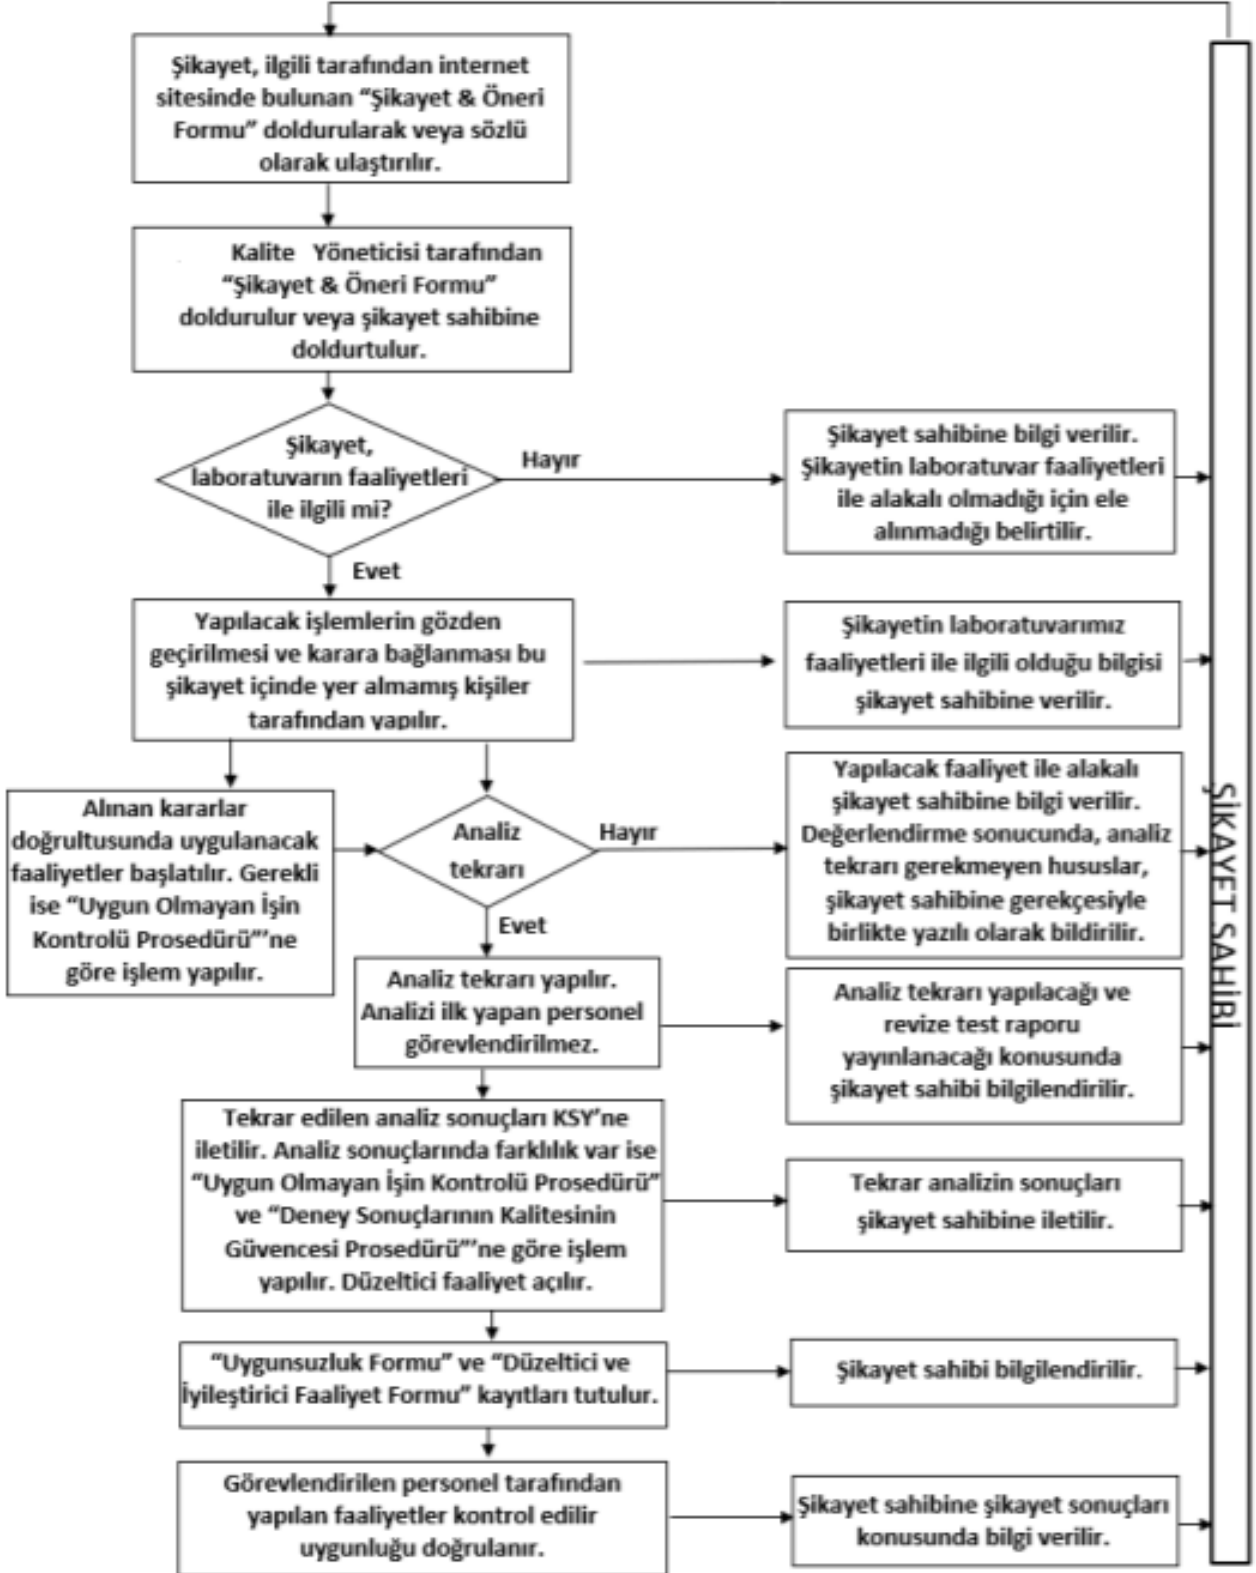 Şikayet, ilgili tarafından internet
sitesinde bulunan “Şikayet & Öneri
Formu” doldurularak veya sözlü
olarak ulaştırılır.
Kalite Yöneticisi tarafından
“Şikayet & Öneri Formu”
doldurulur veya şikayet sahibine
doldurtulur.
Şikayet,
laboratuvarın faaliyetleri
ile ilgili mi?
Hayır
Şikayet sahibine bilgi verilir.
Şikayetin laboratuvar faaliyetleri
ile alakalı olmadığı için ele
alınmadığı belirtilir.
Evet
Yapılacak işlemlerin gözden
geçirilmesi ve karara bağlanması bu
şikayet içinde yer almamış kişiler
tarafından yapılır.
Şikayetin laboratuvarımız
faaliyetleri ile ilgili olduğu bilgisi
şikayet sahibine verilir.
Alınan kararlar
doğrultusunda uygulanacak
faaliyetler başlatılır. Gerekli
ise “Uygun Olmayan İşin
Kontrolü Prosedürü”’ne
göre işlem yapılır.
Analiz
tekrarı
Hayır
Yapılacak faaliyet ile alakalı
şikayet sahibine bilgi verilir.
Değerlendirme sonucunda, analiz
tekrarı gerekmeyen hususlar,
şikayet sahibine gerekçesiyle
birlikte yazılı olarak bildirilir.
Evet
Analiz tekrarı yapılır.
Analizi ilk yapan personel
görevlendirilmez.
Analiz tekrarı yapılacağı ve
revize test raporu
yayınlanacağı konusunda
şikayet sahibi bilgilendirilir.
Tekrar edilen analiz sonuçları KSY’ne
iletilir. Analiz sonuçlarında farklılık var ise
“Uygun Olmayan İşin Kontrolü Prosedürü”
ve “Deney Sonuçlarının Kalitesinin
Güvencesi Prosedürü”’ne göre işlem
yapılır. Düzeltici faaliyet açılır.
Tekrar analizin sonuçları
şikayet sahibine iletilir.
“Uygunsuzluk Formu” ve “Düzeltici ve
İyileştirici Faaliyet Formu” kayıtları tutulur.
Şikayet sahibi bilgilendirilir.
Görevlendirilen personel tarafından
yapılan faaliyetler kontrol edilir
uygunluğu doğrulanır.
Şikayet sahibine şikayet sonuçları
konusunda bilgi verilir.
ŞİKAYET SAHİBİ